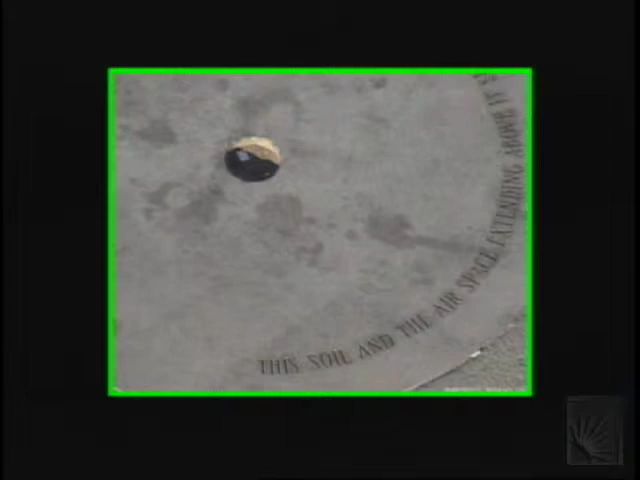 THIS SOIL AND THE AIR SPACE EXTENDING ABOVE IT